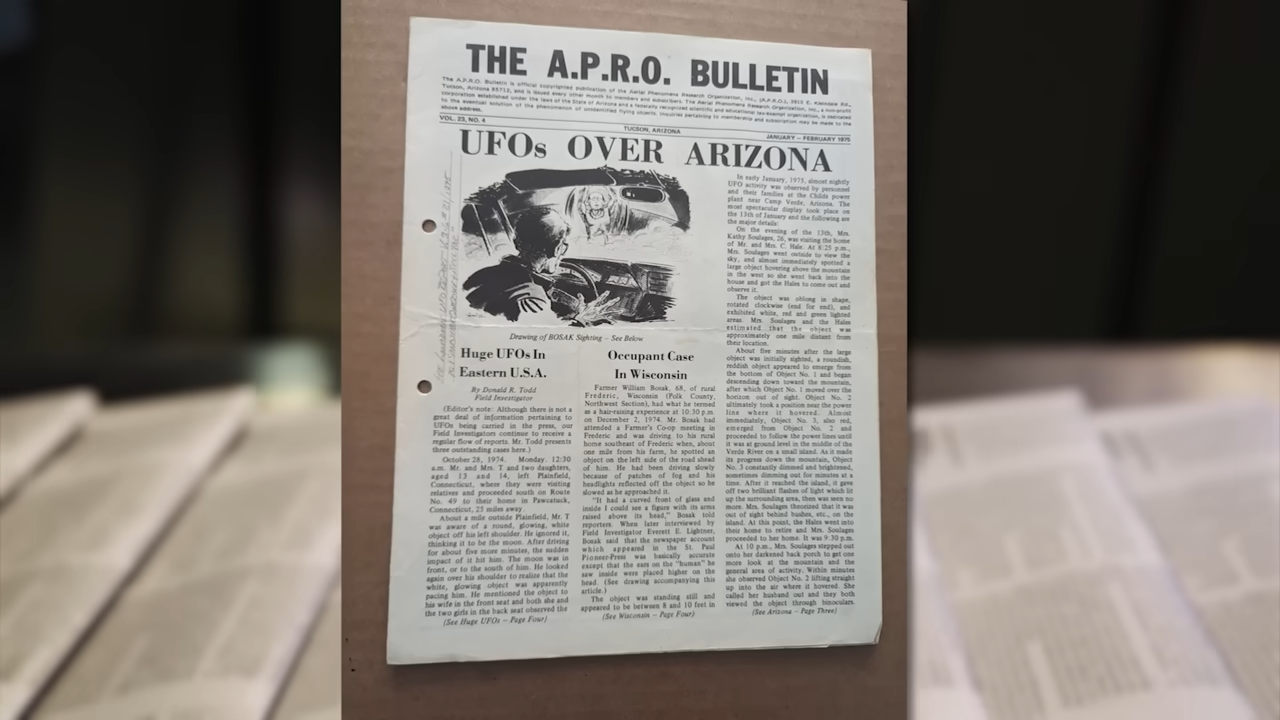 THE A.P.R.O. BULLETIN
The A.P.R.O. Bulletin is official copyrighted publication of the Aerial Phenomena Research Organization, Inc., (A.P.R.O.), 3910 E. Kleindale Rd.,
Tucson, Arizona 85712, and is issued every other month to members and subscribers. The Aerial Phenomena Research Organization, Inc., a non-profit
corporation established under the laws of the State of Arizona and a federally recognized scientific and educational tax-exempt organization, is dedicated
to the eventual solution of the phenomenon of unidentified flying objects. Inquiries pertaining to membership and subscription may be made to the
above address.
VOL. 23, NO. 4 TUCSON, ARIZONA JANUARY – FEBRUARY 1975
UFOs OVER ARIZONA
Drawing of BOSAK Sighting – See Below
Huge UFOs In
Eastern U.S.A.
By Donald R. Todd
Field Investigator
(Editor's note: Although there is not a
great deal of information pertaining to
UFOs being carried in the press, our
Field Investigators continue to receive a
regular flow of reports. Mr. Todd presents
three outstanding cases here.)
October 28, 1974. Monday, 12:30
a.m. Mr. and Mrs. T and two daughters,
aged 13 and 14, left Plainfield,
Connecticut, where they were visiting
relatives and proceeded south on Route
No. 49 to their home in Pawcatuck,
Connecticut, 25 miles away.
About a mile outside Plainfield, Mr. T
was aware of a round, glowing, white
object off his left shoulder. He ignored it,
thinking it to be the moon. After driving
for about five more minutes, the sudden
impact of it hit him. The moon was in
front, or to the south of him. He looked
again over his shoulder to realize that the
white, glowing object was apparently
pacing him. He mentioned the object to
his wife in the front seat and both she and
the two girls in the back seat observed the
(See Huge UFOs – Page Four)
Occupant Case
In Wisconsin
Farmer William Bosak, 68, of rural
Frederic, Wisconsin (Polk County,
Northwest Section), had what he termed
as a hair-raising experience at 10:30 p.m.
on December 2, 1974. Mr. Bosak had
attended a Farmer's Co-op meeting in
Frederic and was driving to his rural
home southeast of Frederic when, about
one mile from his farm, he spotted an
object on the left side of the road ahead
of him. He had been driving slowly
because of patches of fog and his
headlights reflected off the object so he
slowed as he approached it.
"It had a curved front of glass and
inside I could see a figure with its arms
raised above its head," Bosak told
reporters. When later interviewed by
Field Investigator Everett E. Lightner,
Bosak said that the newspaper account
which appeared in the St. Paul
Pioneer-Press was basically accurate
except that the ears on the "human" he
saw inside were placed higher on the
head. (See drawing accompanying this
article.)
The object was standing still and
appeared to be between 8 and 10 feet in
(See Wisconsin – Page Four)
In early January, 1975, almost nightly
UFO activity was observed by personnel
and their families at the Childs power
plant near Camp Verde, Arizona. The
most spectacular display took place on
the 13th of January and the following are
the major details:
On the evening of the 13th, Mrs.
Kathy Soulages, 26, was visiting the home
of Mr. and Mrs. C. Hale. At 8:25 p.m.,
Mrs. Soulages went outside to view the
sky, and almost immediately spotted a
large object hovering above the mountain
in the west so she went back into the
house and got the Hales to come out and
observe it.
The object was oblong in shape,
rotated clockwise (end for end), and
exhibited white, red and green lighted
areas. Mrs. Soulages and the Hales
estimated that the object was
approximately one mile distant from
their location.
About five minutes after the large
object was initially sighted, a roundish,
reddish object appeared to emerge from
the bottom of Object No. 1 and began
descending down toward the mountain,
after which Object No. 1 moved over the
horizon out of sight. Object No. 2
ultimately took a position near the power
line where it hovered. Almost
immediately, Object No. 3, also red,
emerged from Object No. 2 and
proceeded to follow the power lines until
it was at ground level in the middle of the
Verde River on a small island. As it made
its progress down the mountain, Object
No. 3 constantly dimmed and brightened,
sometimes dimming out for minutes at a
time. After it reached the island, it gave
off two brilliant flashes of light which lit
up the surrounding area, then was seen no
more. Mrs. Soulages theorized that it was
out of sight behind bushes, etc., on the
island. At this point, the Hales went into
their home to retire and Mrs. Soulages
proceeded to her home. It was 9:30 p.m.
At 10 p.m., Mrs. Soulages stepped out
onto her darkened back porch to get one
more look at the mountain and the
general area of activity. Within minutes
she observed Object No. 2 lifting straight
up into the air where it hovered. She
called her husband out and they both
viewed the object through binoculars.
(See Arizona – Page Three)